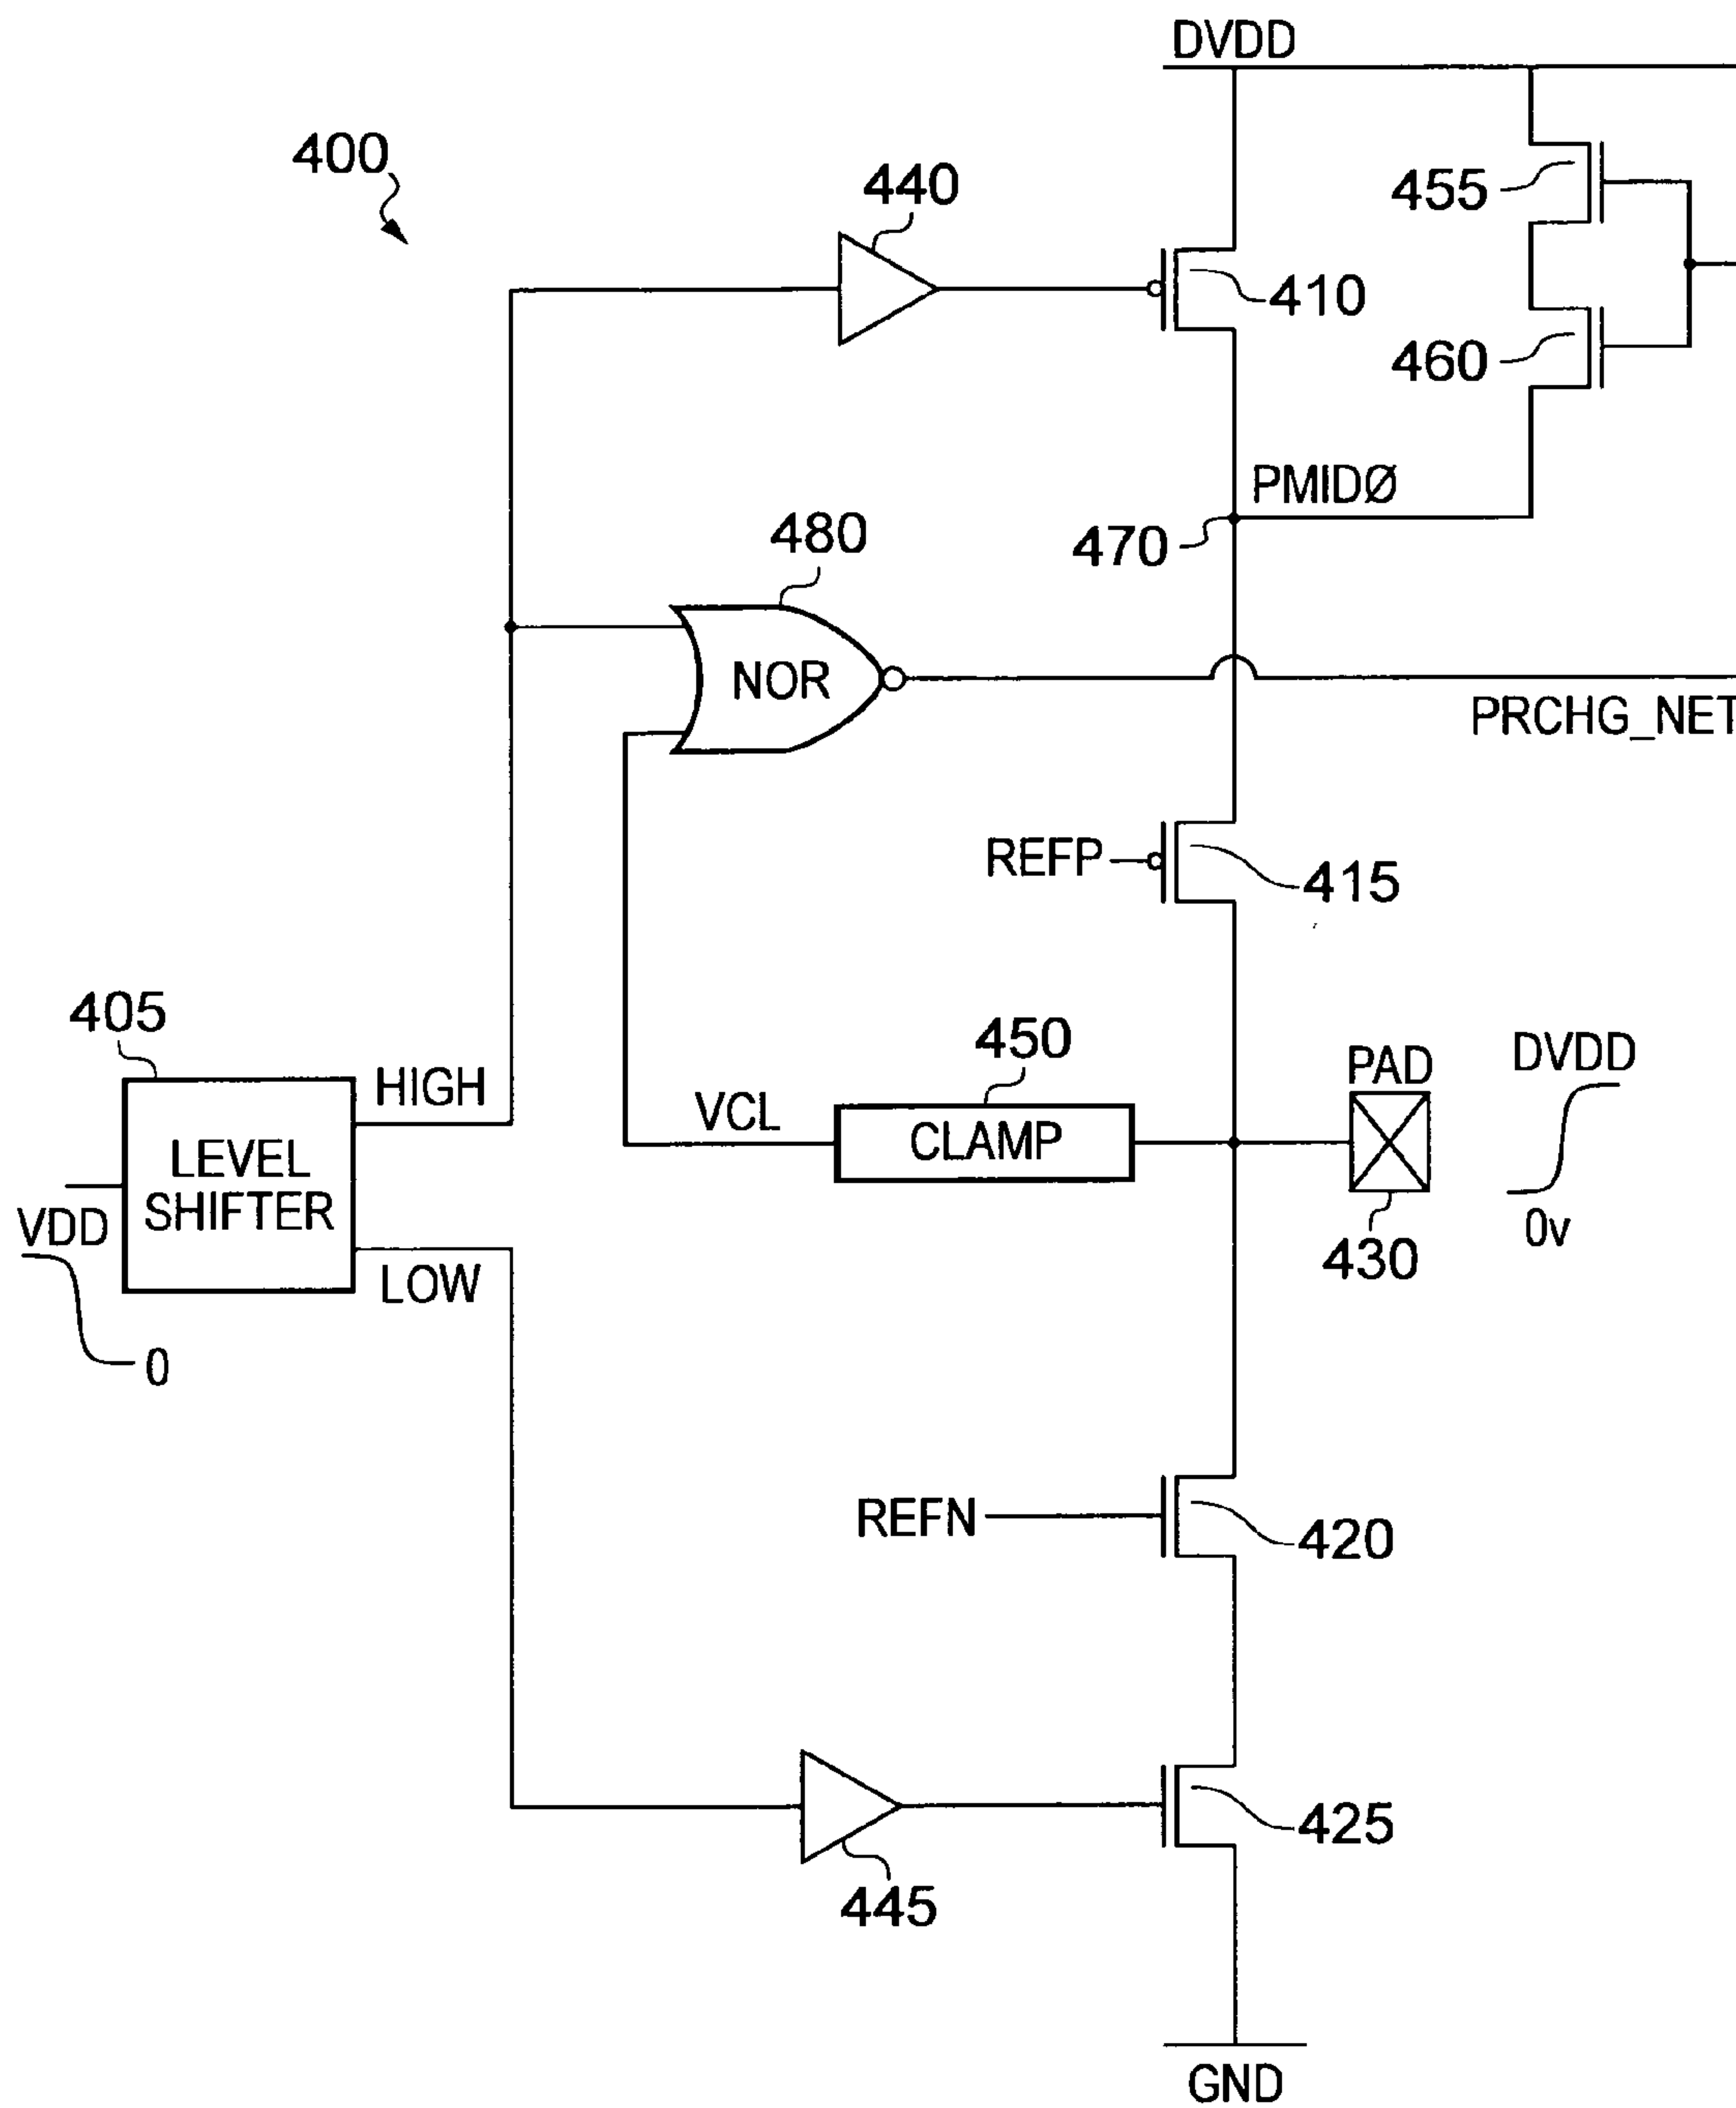 DVDD
400
440
455
410
460
PMIDØ
470
480
NOR
PRCHG_NET
REFP
415
405
450
PAD
DVDD
HIGH
VCL
CLAMP
LEVEL
SHIFTER
VDD
LOW
430
0v
0
REFN
420
425
445
GND